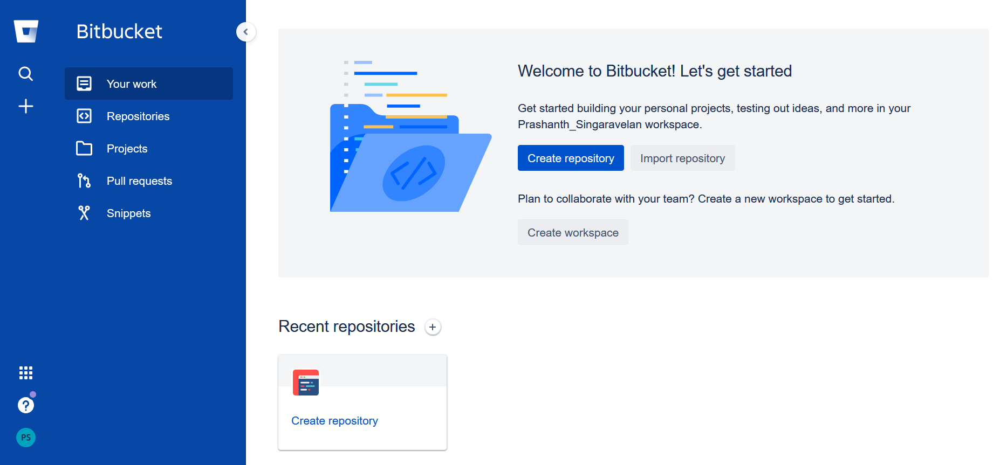 Bitbucket
Your work
Repositories
Projects
Pull requests
Snippets
PS
Welcome to Bitbucket! Let's get started
Get started building your personal projects, testing out ideas, and more in your
Prashanth_Singaravelan workspace.
Create repository
Import repository
Plan to collaborate with your team? Create a new workspace to get started.
Create workspace
Recent repositories
Create repository